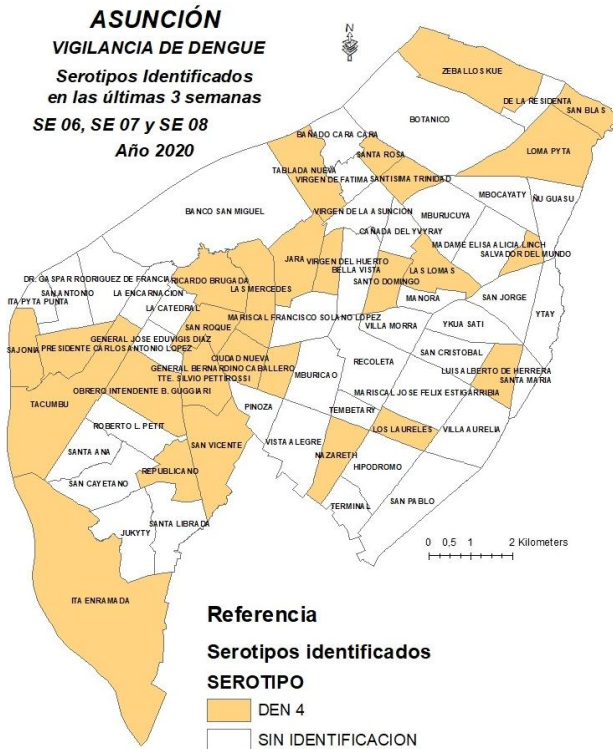 ASUNCIÓN
VIGILANCIA DE DENGUE
Serotipos Identificados
en las últimas 3 semanas
SE 06, SE 07 y SE 08
Año 2020
N
ZEBALLOS KUE
DE LA RESIDENTA
SAN BLAS
BOTANICO
LOMA PYTA
BAÑADO CARA CARA
SANTA ROSA
TABLADA NUEVA
VIRGEN DE FATIMA
SANTISIMA TRINIDAD
MBOCAYATY
ÑU GUASU
BANCO SAN MIGUEL
VIRGEN DE LA ASUNCIÓN
MBURUCUYA
CAÑADA DEL YVYRAY
MADAME ELISA ALICIA LINCH
SALVADOR DEL MUNDO
JARA
VIRGEN DEL HUERTO
BELLA VISTA
LAS LOMAS
SANTO DOMINGO
DR. GASPAR RODRIGUEZ DE FRANCIA
RICARDO BRUGADA
LAS MERCEDES
SAN ANTONIO
LA ENCARNACION
ITA PYTA PUNTA
LA CATEDRAL
MANORA
SAN JORGE
MARISCAL FRANCISCO SOLANO LOPEZ
SAN ROQUE
VILLA MORRA
YKUA SATI
YTAY
GENERAL JOSE EDUVIGIS DIAZ
SAJONIA
PRESIDENTE CARLOS ANTONIO LOPEZ
CIUDAD NUEVA
SAN CRISTOBAL
RECOLETA
GENERAL BERNARDINO CABALLERO
MBURICAO
LUIS ALBERTO DE HERRERA
TTE. SILVIO PETTIROSSI
SANTA MARIA
TACUMBU
OBRERO INTENDENTE B. GUGGIARI
MARISCAL JOSE FELIX ESTIGARRIBIA
PINOZA
TEMBETARY
ROBERTO L. PETIT
LOS LAURELES
VILLA AURELIA
SAN VICENTE
VISTA ALEGRE
SANTA ANA
NAZARETH
REPUBLICANO
HIPODROMO
SAN CAYETANO
SAN PABLO
TERMINAL
SANTA LIBRADA
JUKYTY
0 0,5 1 2 Kilometers
ITA ENRAMADA
Referencia
Serotipos identificados
SEROTIPO
DEN 4
SIN IDENTIFICACION